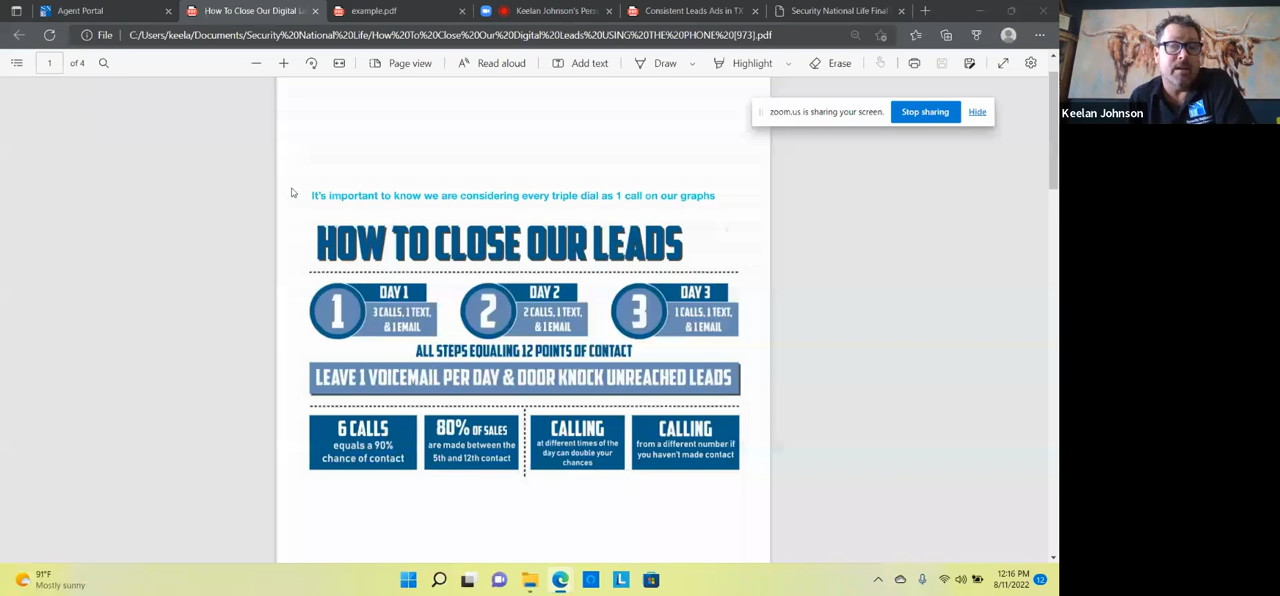 Agent Portal
How To Close Our Digital L
example.pdf
Keelan Johnson's Pers
Consistent Leads Ads in TX
Security National Life Final
File
C:/Users/keela/Documents/Security%20National%20Life/How%20To%20Close%20Our%20Digital%20Leads%20USING%20THE%20PHONE%20[973].pdf
1 of 4
Page view
Read aloud
Add text
Draw
Highlight
Erase
zoom.us is sharing your screen.
Stop sharing
Hide
Keelan Johnson
It's important to know we are considering every triple dial as 1 call on our graphs
HOW TO CLOSE OUR LEADS
1
DAY 1
3 CALLS, 1 TEXT,
& 1 EMAIL
2
DAY 2
2 CALLS, 1 TEXT,
& 1 EMAIL
3
DAY 3
1 CALLS, 1 TEXT,
& 1 EMAIL
ALL STEPS EQUALING 12 POINTS OF CONTACT
LEAVE 1 VOICEMAIL PER DAY & DOOR KNOCK UNREACHED LEADS
6 CALLS
equals a 90%
chance of contact
80% OF SALES
are made between the
5th and 12th contact
CALLING
at different times of the
day can double your
chances
CALLING
from a different number if
you haven't made contact
91°F
Mostly sunny
12:16 PM
8/11/2022
12